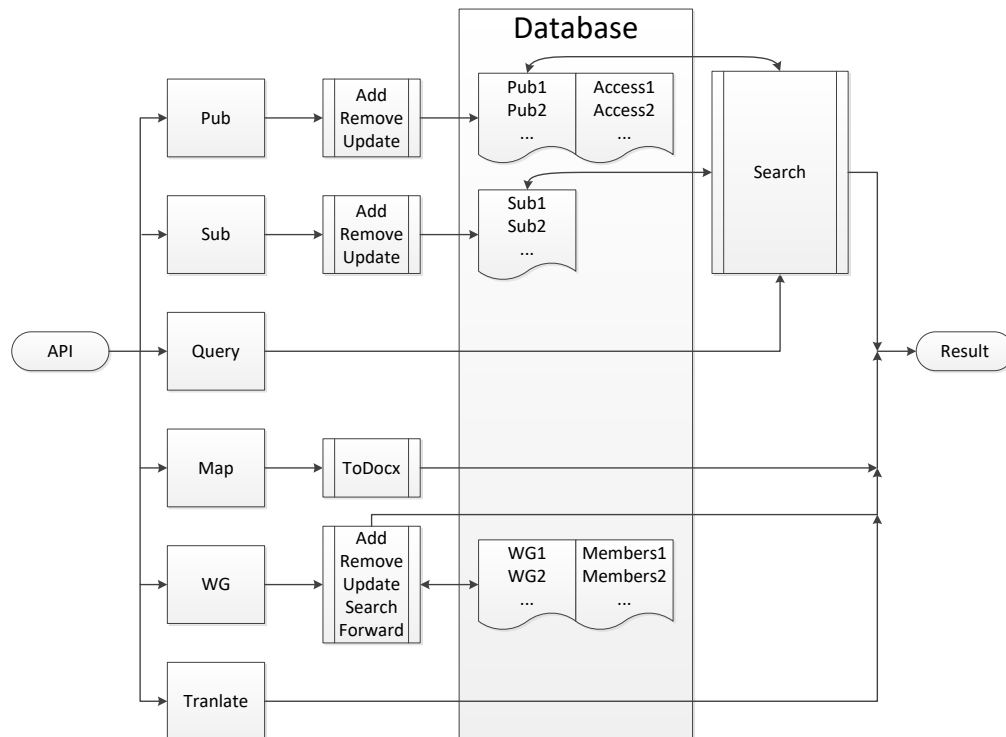 Database
Pub
Add
Remove
Update
Pub1
Pub2
...
Access1
Access2
...
Search
Sub
Add
Remove
Update
Sub1
Sub2
...
API
Query
Result
Map
ToDocx
WG
Add
Remove
Update
Search
Forward
WG1
WG2
...
Members1
Members2
...
Tranlate